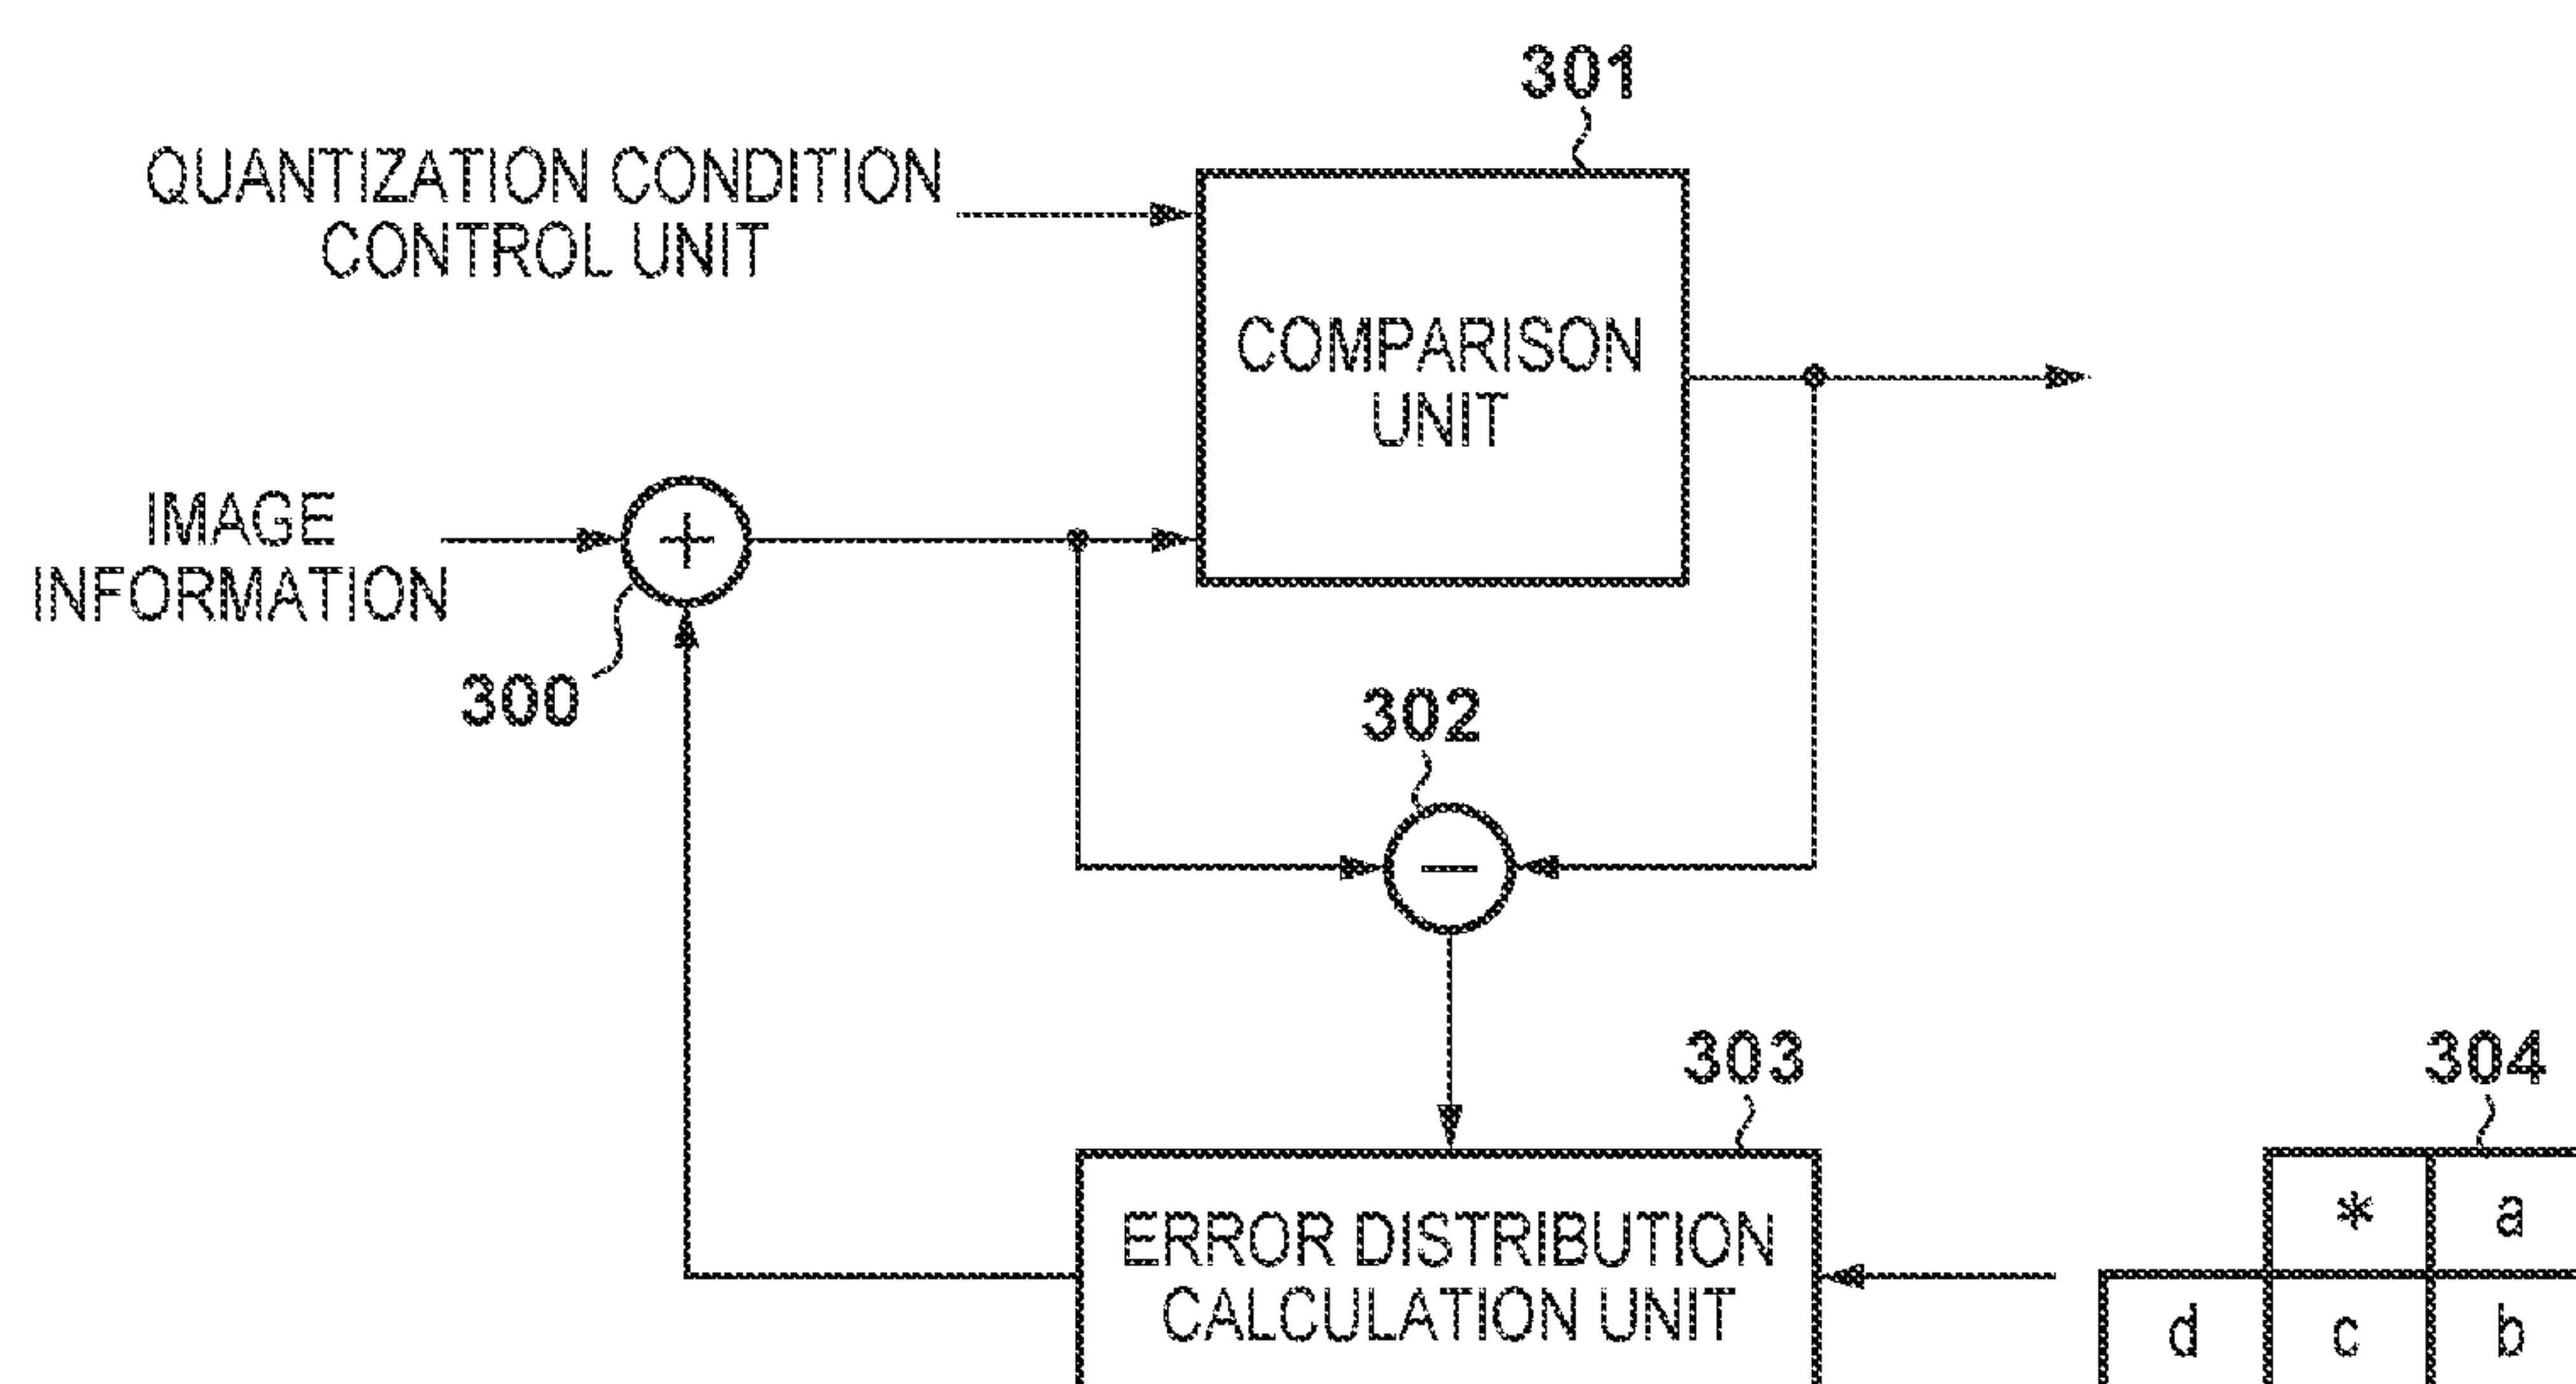 301
QUANTIZATION CONDITION
CONTROL UNIT
COMPARISON
UNIT
IMAGE
INFORMATION
+
300
302
−
303
304
ERROR DISTRIBUTION
CALCULATION UNIT
* a
d c b